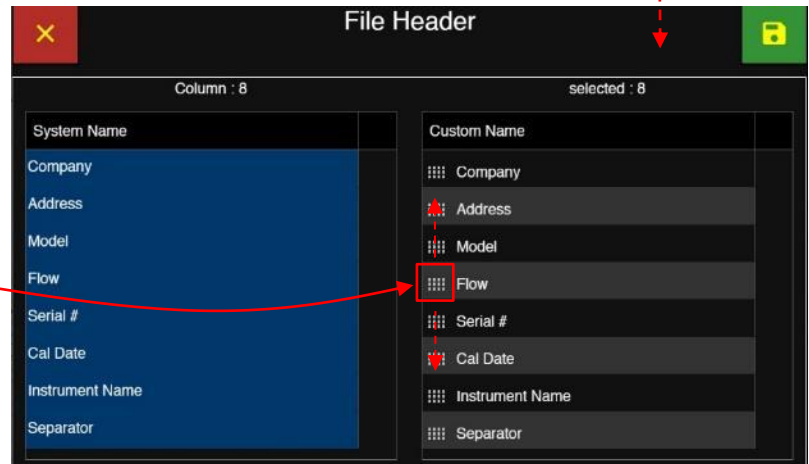 File Header
Column : 8
selected : 8
System Name
Custom Name
Company
Company
Address
Address
Model
Model
Flow
Flow
Serial #
Serial #
Cal Date
Cal Date
Instrument Name
Instrument Name
Separator
Separator